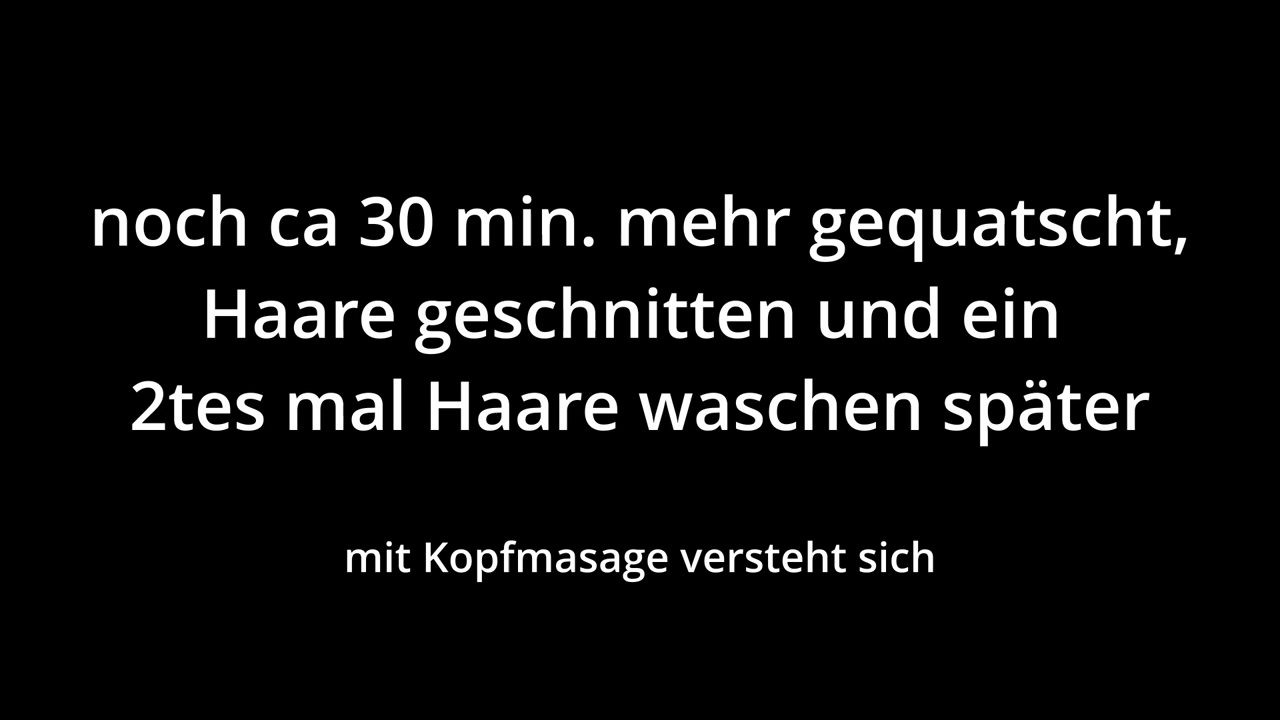 noch ca 30 min. mehr gequatscht,
Haare geschnitten und ein
2tes mal Haare waschen später
mit Kopfmasage versteht sich